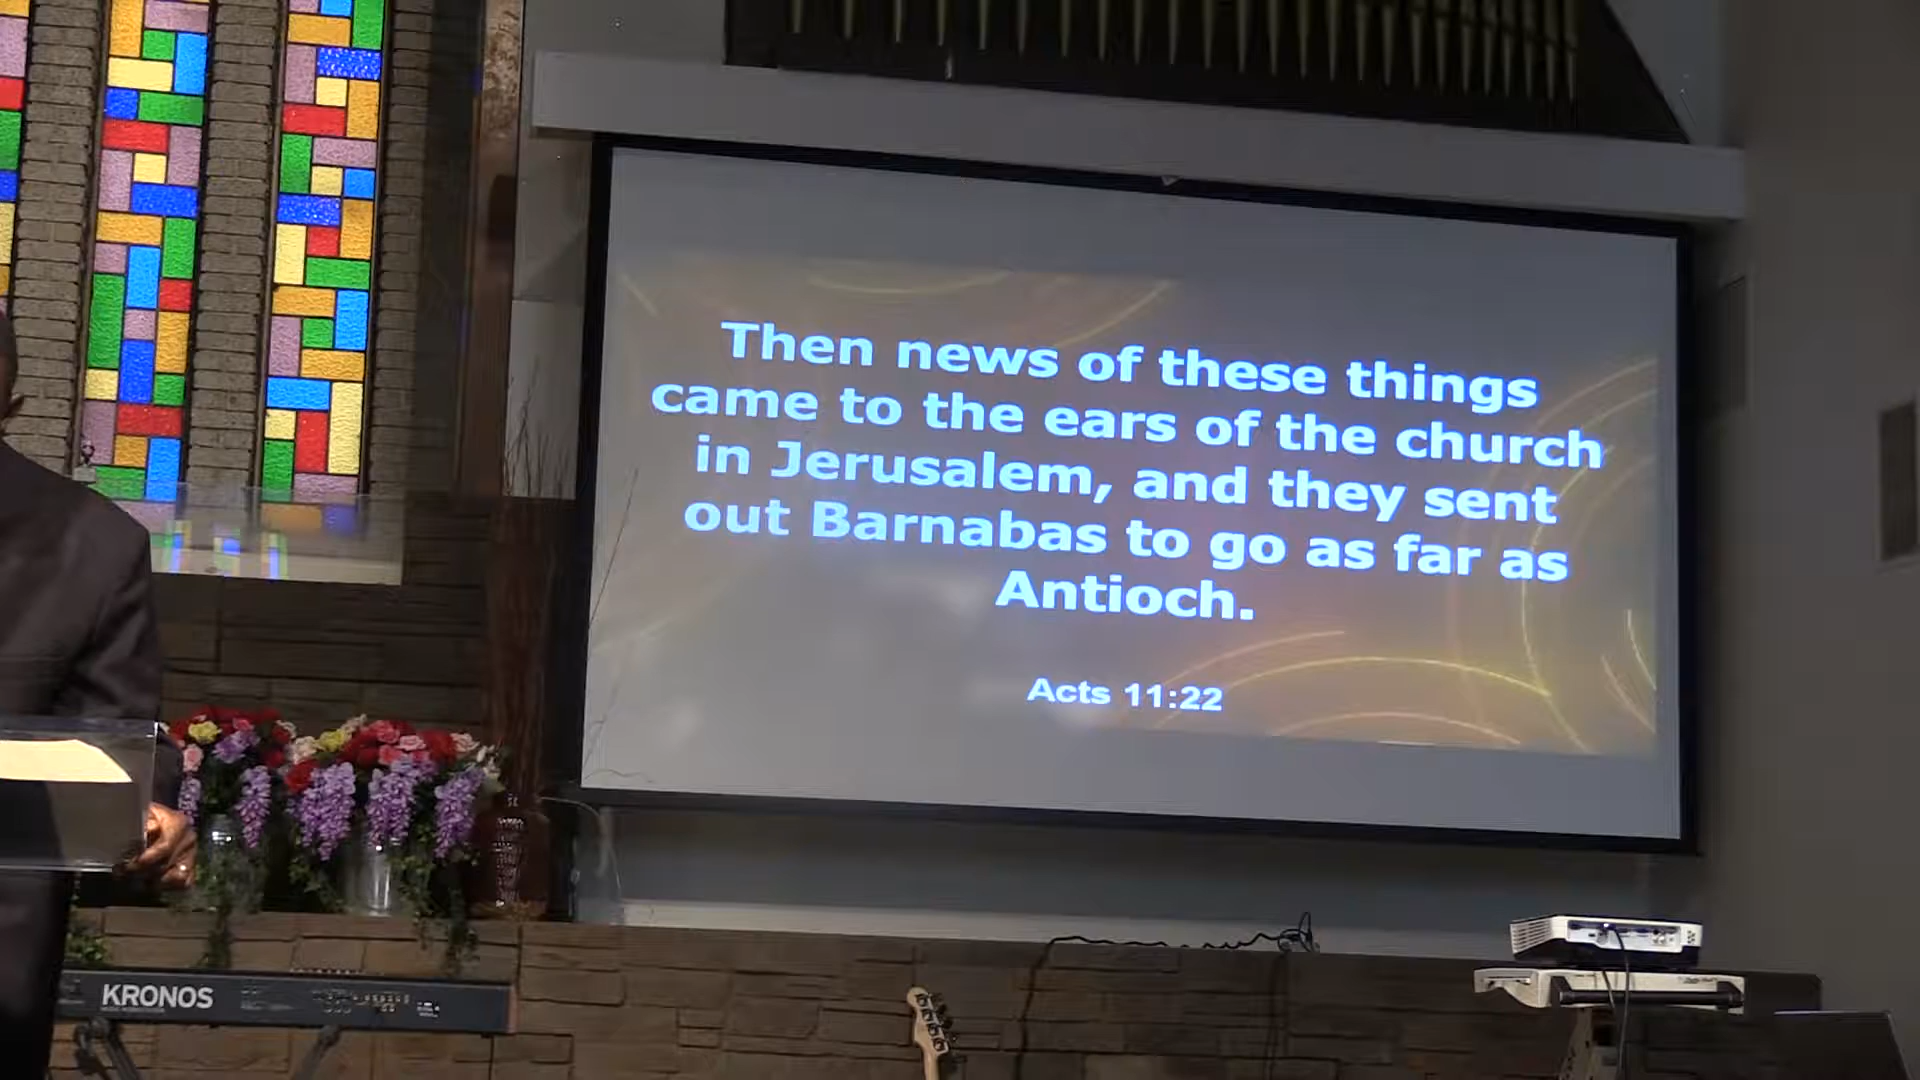 Then news of these things
came to the ears of the church
in Jerusalem, and they sent
out Barnabas to go as far as
Antioch.
Acts 11:22
KRONOS